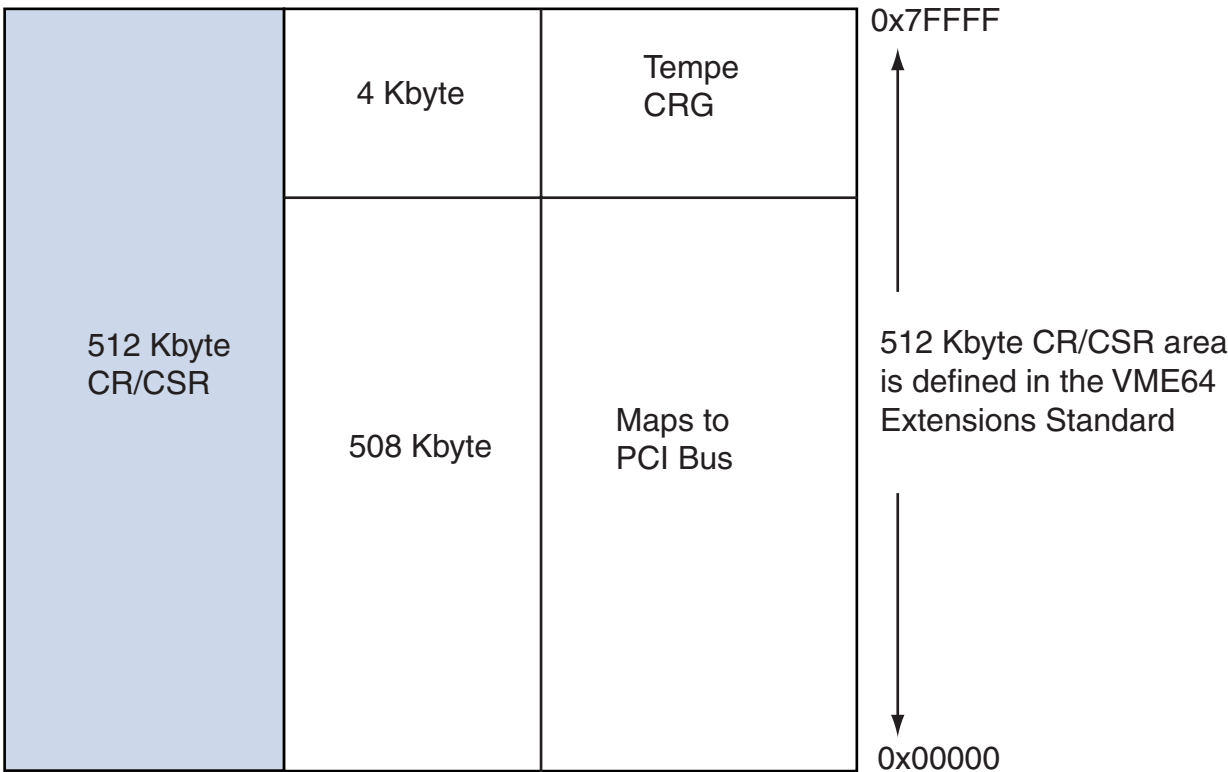 0x7FFFF
4 Kbyte
Tempe
CRG
512 Kbyte
CR/CSR
508 Kbyte
Maps to
PCI Bus
512 Kbyte CR/CSR area
is defined in the VME64
Extensions Standard
0x00000